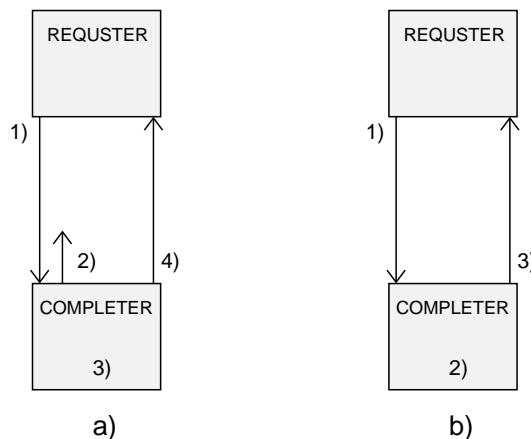 REQUSTER
1)
2)
4)
COMPLETER
3)
a)
REQUSTER
1)
3)
COMPLETER
2)
b)